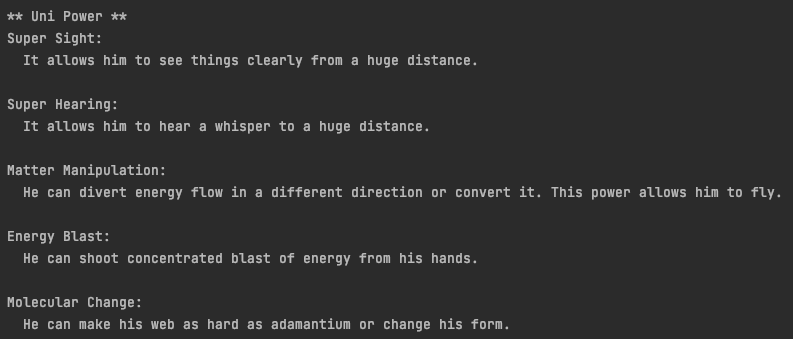 ** Uni Power **
Super Sight:
It allows him to see things clearly from a huge distance.
Super Hearing:
It allows him to hear a whisper to a huge distance.
Matter Manipulation:
He can divert energy flow in a different direction or convert it. This power allows him to fly.
Energy Blast:
He can shoot concentrated blast of energy from his hands.
Molecular Change:
He can make his web as hard as adamantium or change his form.